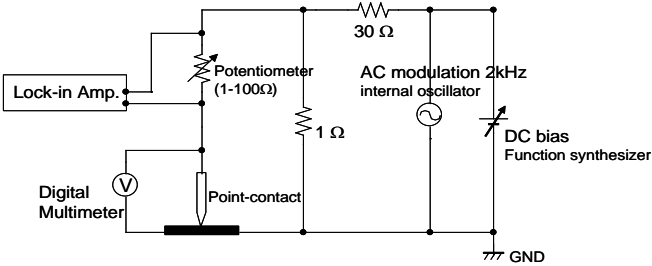 30 Ω
Potentiometer
(1-100Ω)
AC modulation 2kHz
internal oscillator
Lock-in Amp.
1 Ω
DC bias
Function synthesizer
V
Digital
Multimeter
Point-contact
GND